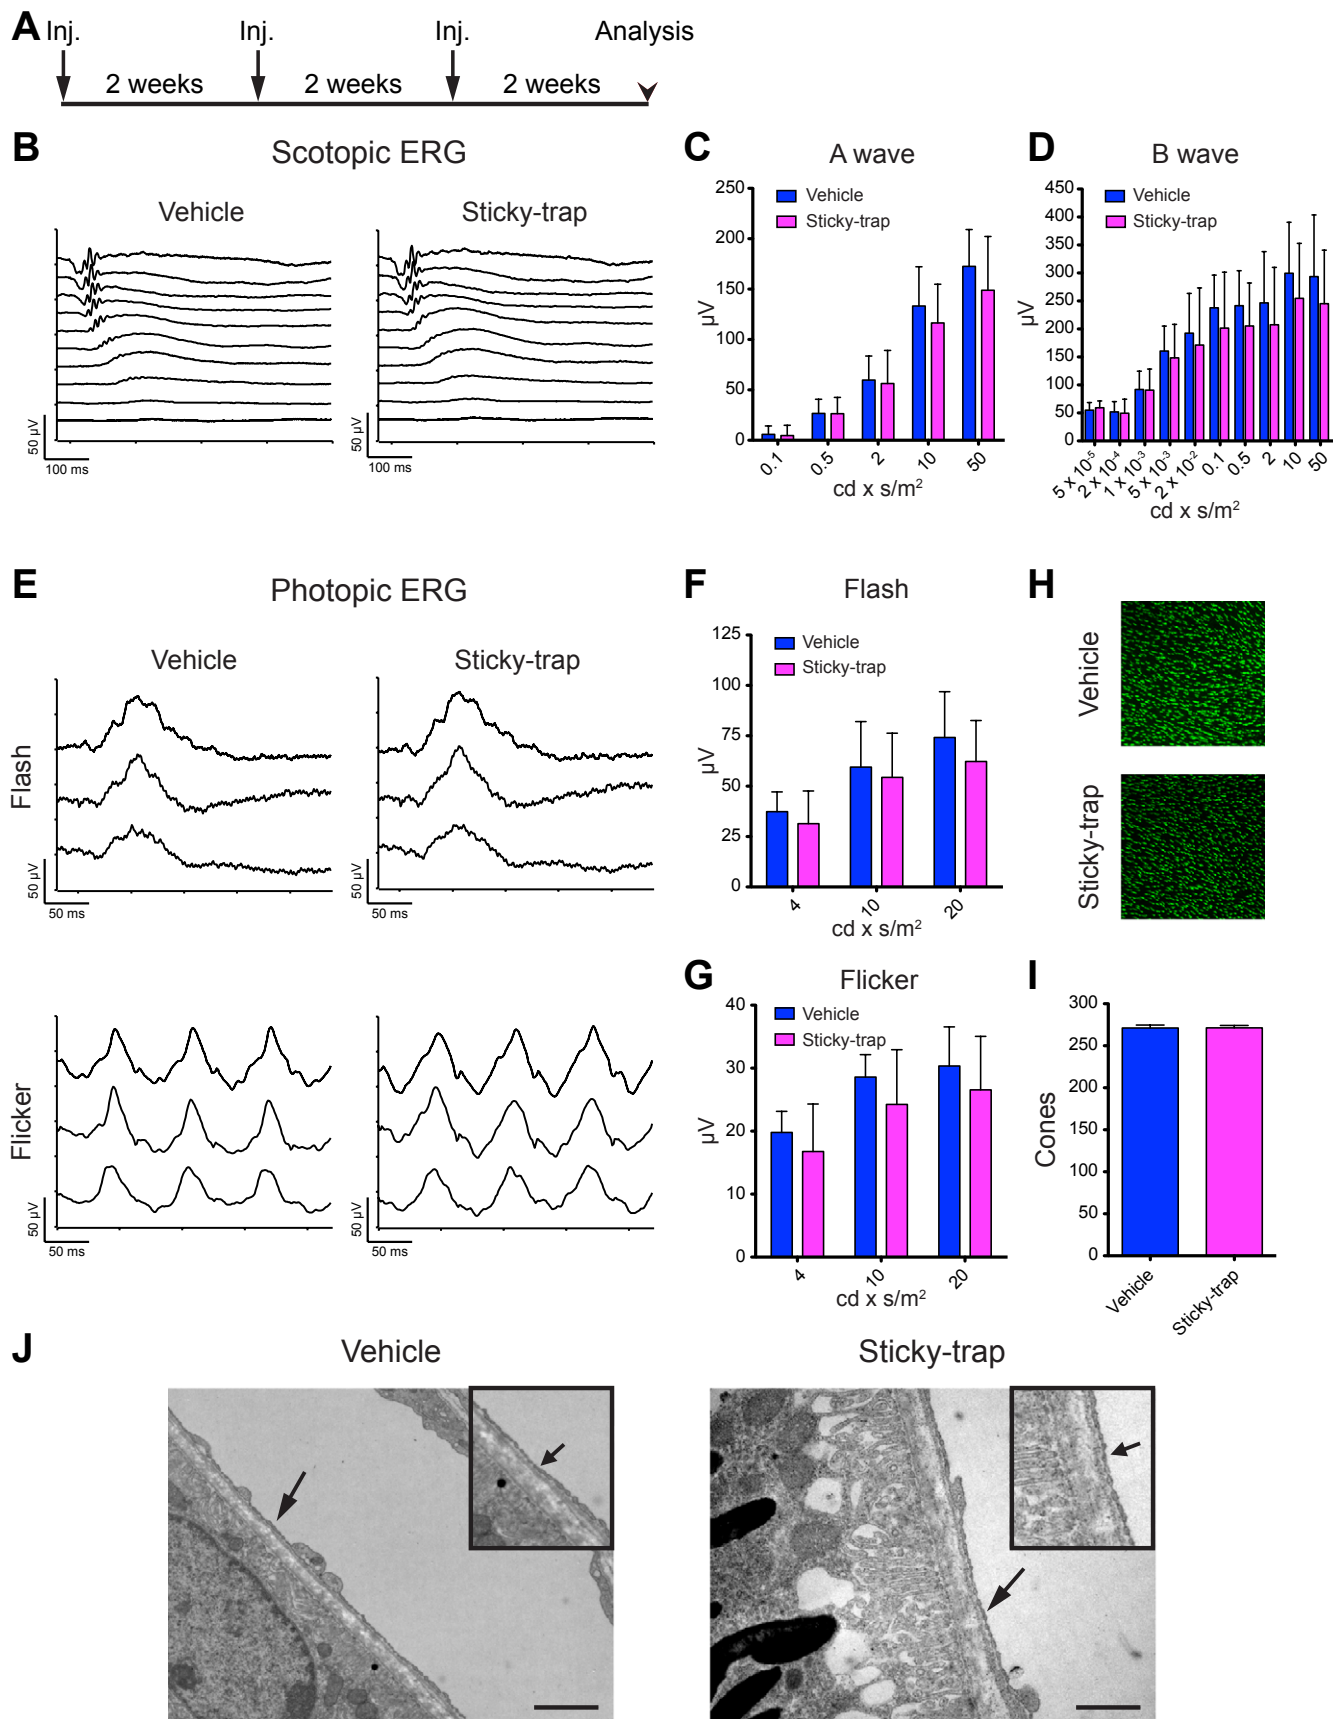 A Inj. Inj. Inj. Analysis
2 weeks 2 weeks 2 weeks
B Scotopic ERG
Vehicle Sticky-trap
50 µV
100 ms
50 µV
100 ms
C A wave
Vehicle
Sticky-trap
250
200
150
100
50
0
µV
0.1 0.5 2 10 50
cd x s/m²
D B wave
Vehicle
Sticky-trap
450
400
350
300
250
200
150
100
50
0
µV
5 x 10⁻⁵ 2 x 10⁻⁴ 1 x 10⁻³ 5 x 10⁻³ 2 x 10⁻² 0.1 0.5 2 10 50
cd x s/m²
E Photopic ERG
Vehicle Sticky-trap
Flash
50 µV
50 ms
50 µV
50 ms
Flicker
50 µV
50 ms
50 µV
50 ms
F Flash
Vehicle
Sticky-trap
125
100
75
50
25
0
µV
4 10 20
cd x s/m²
G Flicker
Vehicle
Sticky-trap
40
30
20
10
0
µV
4 10 20
cd x s/m²
H
Vehicle
Sticky-trap
I
300
250
200
150
100
50
0
Cones
Vehicle Sticky-trap
J Vehicle Sticky-trap